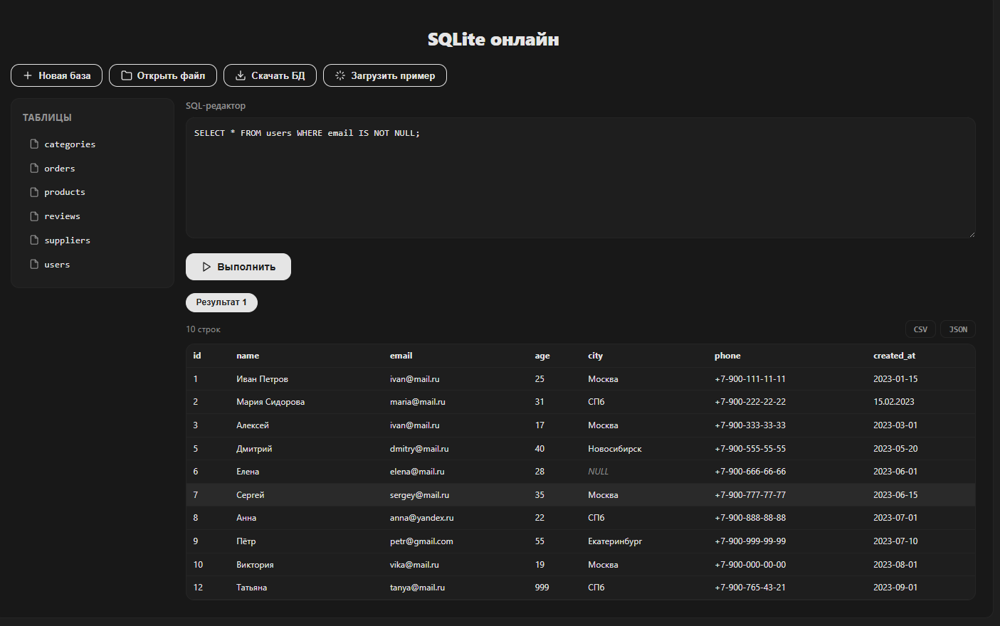 SQLite онлайн
Новая база Открыть файл Скачать БД Загрузить пример
ТАБЛИЦЫ
categories
orders
products
reviews
suppliers
users
SQL-редактор
SELECT * FROM users WHERE email IS NOT NULL;
Выполнить
Результат 1
10 строк CSV JSON
id name email age city phone created_at
1 Иван Петров ivan@mail.ru 25 Москва +7-900-111-11-11 2023-01-15
2 Мария Сидорова maria@mail.ru 31 СПб +7-900-222-22-22 15.02.2023
3 Алексей ivan@mail.ru 17 Москва +7-900-333-33-33 2023-03-01
5 Дмитрий dmitry@mail.ru 40 Новосибирск +7-900-555-55-55 2023-05-20
6 Елена elena@mail.ru 28 NULL +7-900-666-66-66 2023-06-01
7 Сергей sergey@mail.ru 35 Москва +7-900-777-77-77 2023-06-15
8 Анна anna@yandex.ru 22 СПб +7-900-888-88-88 2023-07-01
9 Пётр petr@gmail.com 55 Екатеринбург +7-900-999-99-99 2023-07-10
10 Виктория vika@mail.ru 19 Москва +7-900-000-00-00 2023-08-01
12 Татьяна tanya@mail.ru 999 СПб +7-900-765-43-21 2023-09-01